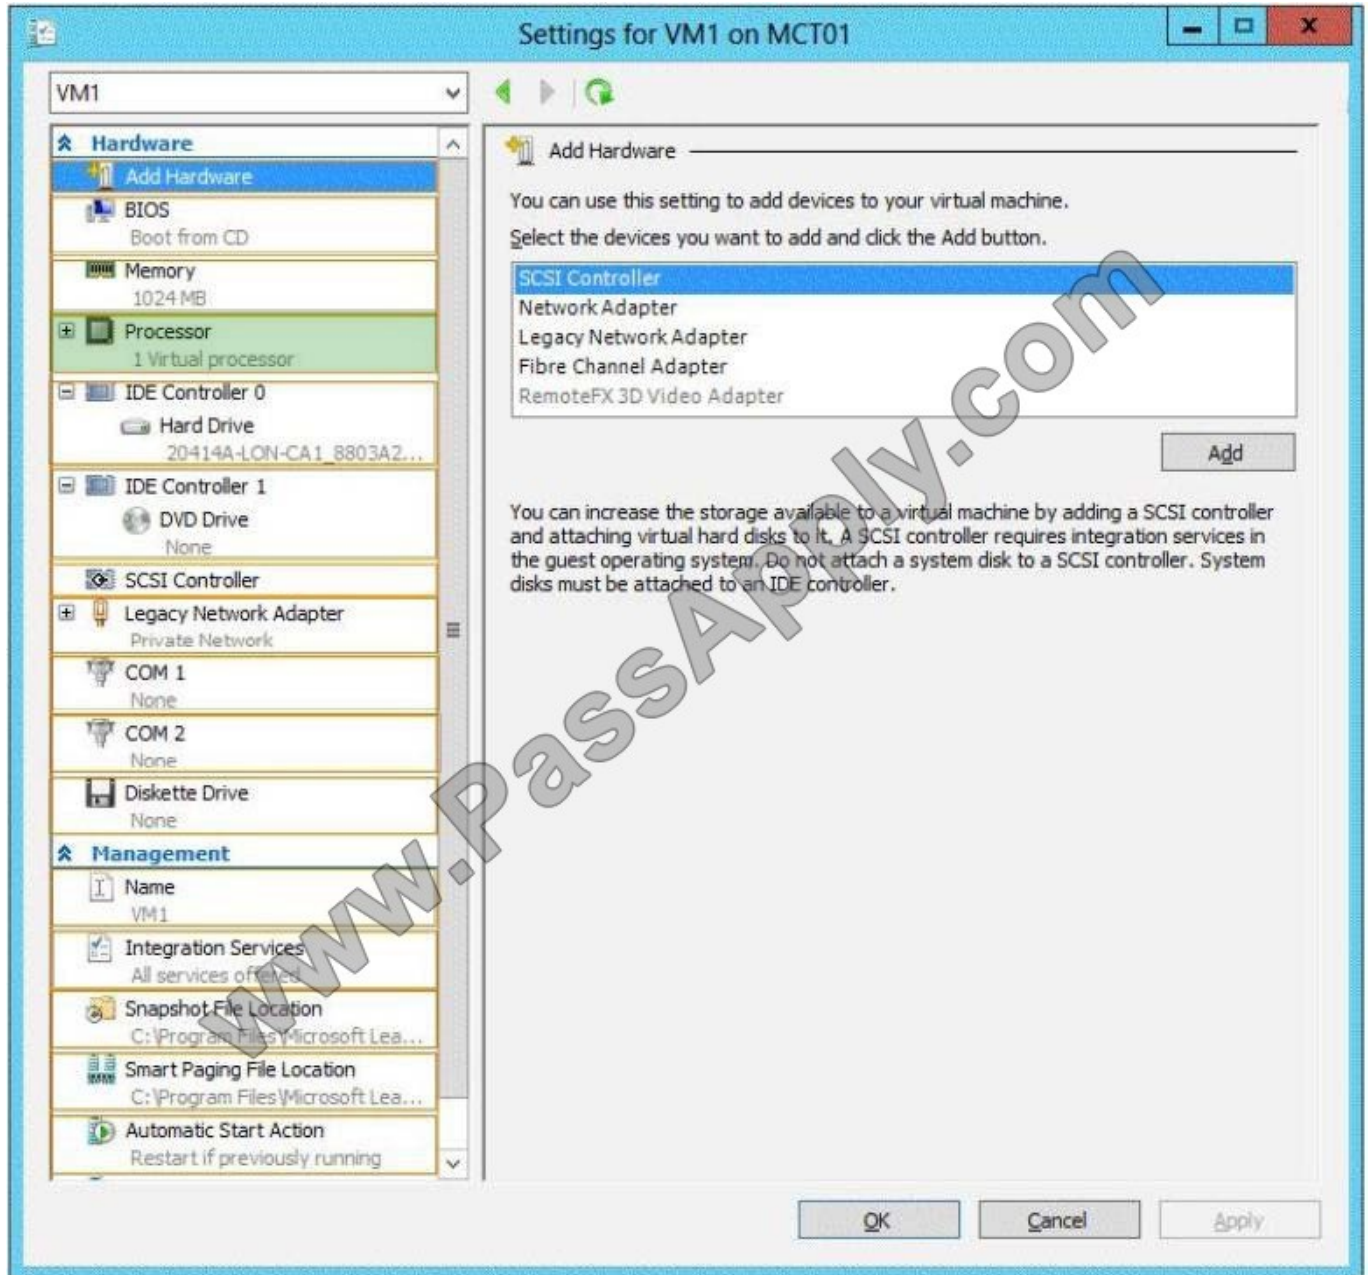 Settings for VM1 on MCT01
VM1
Hardware
Add Hardware
BIOS
Boot from CD
Memory
1024 MB
Processor
1 Virtual processor
IDE Controller 0
Hard Drive
20414A-LON-CA1_8803A2...
IDE Controller 1
DVD Drive
None
SCSI Controller
Legacy Network Adapter
Private Network
COM 1
None
COM 2
None
Diskette Drive
None
Management
Name
VM1
Integration Services
All services offered
Snapshot File Location
C:\Program Files\Microsoft Lea...
Smart Paging File Location
C:\Program Files\Microsoft Lea...
Automatic Start Action
Restart if previously running
Add Hardware
You can use this setting to add devices to your virtual machine.
Select the devices you want to add and click the Add button.
SCSI Controller
Network Adapter
Legacy Network Adapter
Fibre Channel Adapter
RemoteFX 3D Video Adapter
Add
You can increase the storage available to a virtual machine by adding a SCSI controller
and attaching virtual hard disks to it. A SCSI controller requires integration services in
the guest operating system. Do not attach a system disk to a SCSI controller. System
disks must be attached to an IDE controller.
OK
Cancel
Apply
www.PassApply.com